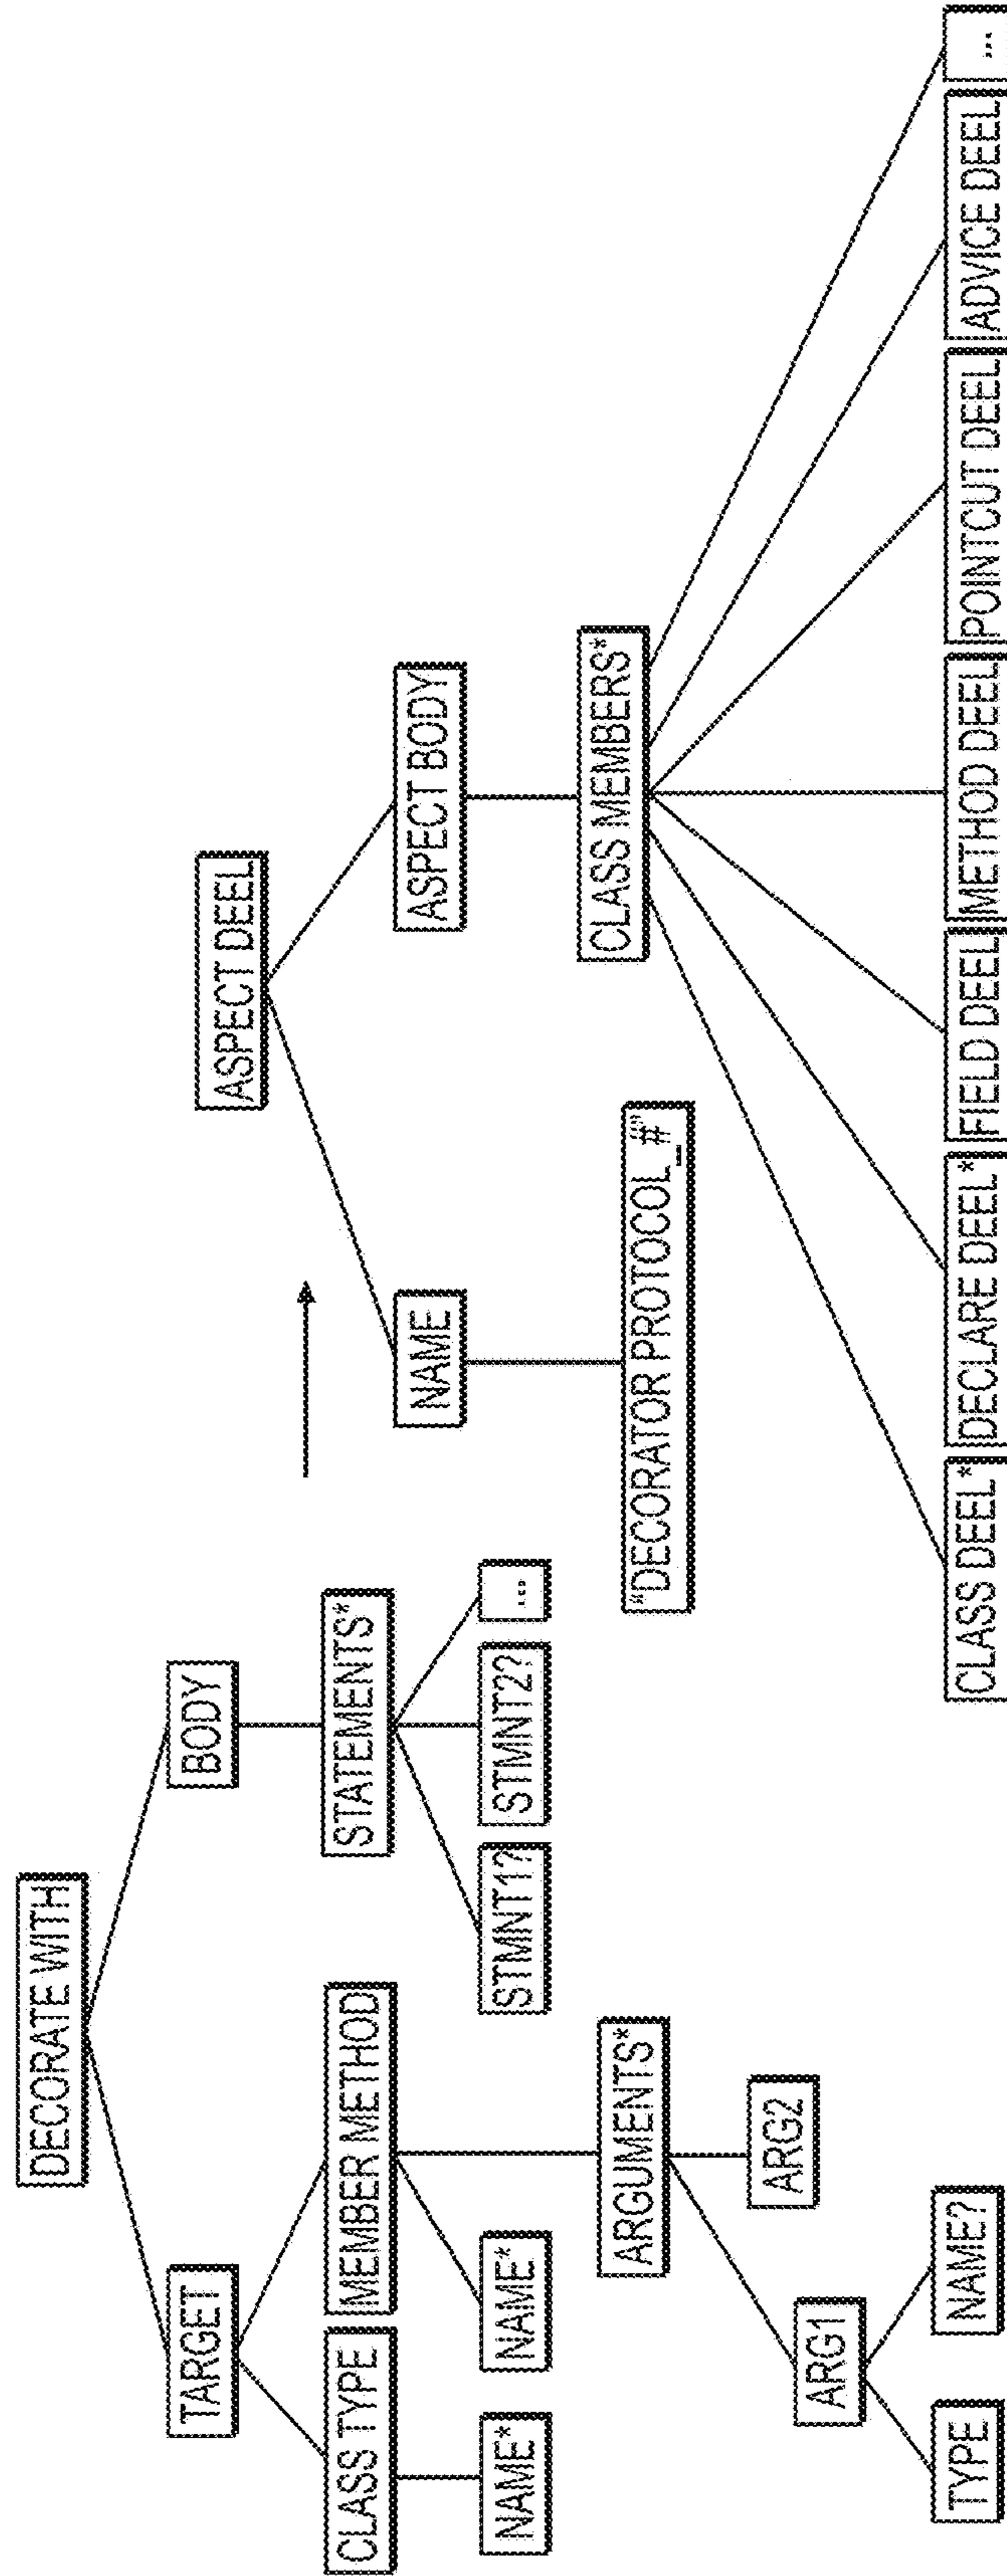 DECORATE WITH
TARGET
BODY
CLASS TYPE
MEMBER METHOD
STATEMENTS*
NAME*
NAME*
STMNT1?
STMNT2?
...
ARGUMENTS*
ARG1
ARG2
TYPE
NAME?
ASPECT DEEL
NAME
ASPECT BODY
"DECORATOR PROTOCOL_#"
CLASS MEMBERS*
CLASS DEEL*
DECLARE DEEL*
FIELD DEEL
METHOD DEEL
POINTCUT DEEL
ADVICE DEEL
...